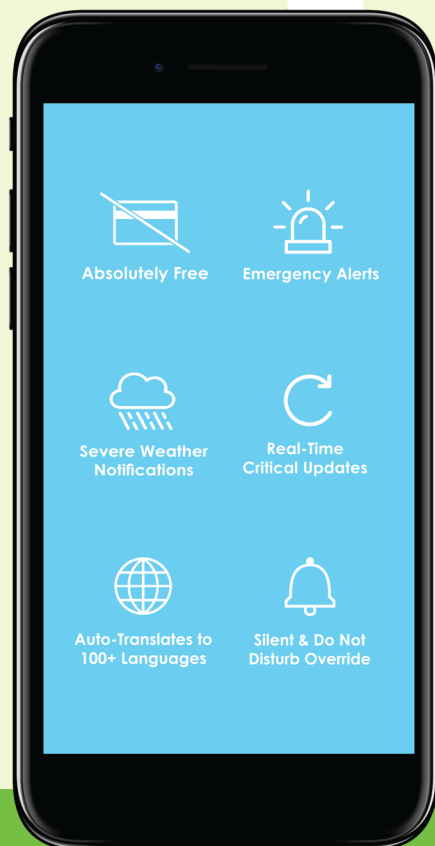 Absolutely Free
Emergency Alerts
Severe Weather
Notifications
Real-Time
Critical Updates
Auto-Translates to
100+ Languages
Silent & Do Not
Disturb Override